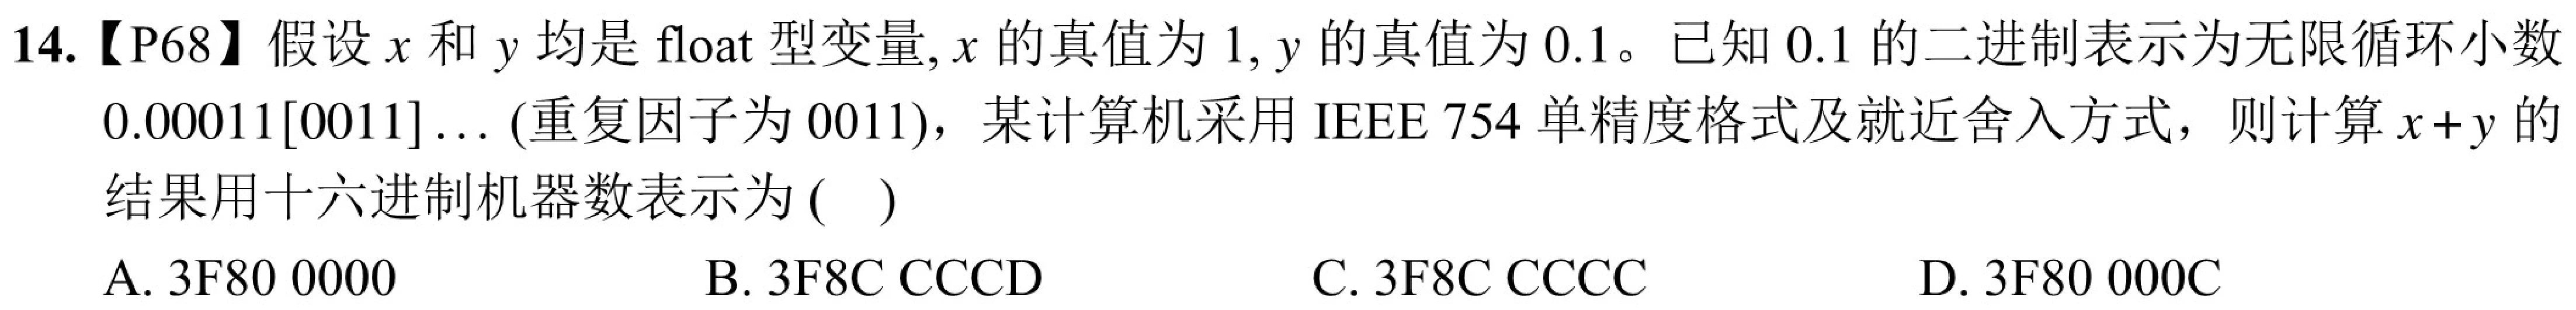 14.【P68】假设 x 和 y 均是 float 型变量, x 的真值为 1, y 的真值为 0.1。已知 0.1 的二进制表示为无限循环小数
0.00011[0011]… (重复因子为 0011)，某计算机采用 IEEE 754 单精度格式及就近舍入方式，则计算 x+y 的
结果用十六进制机器数表示为 ( )
A. 3F80 0000 B. 3F8C CCCD C. 3F8C CCCC D. 3F80 000C